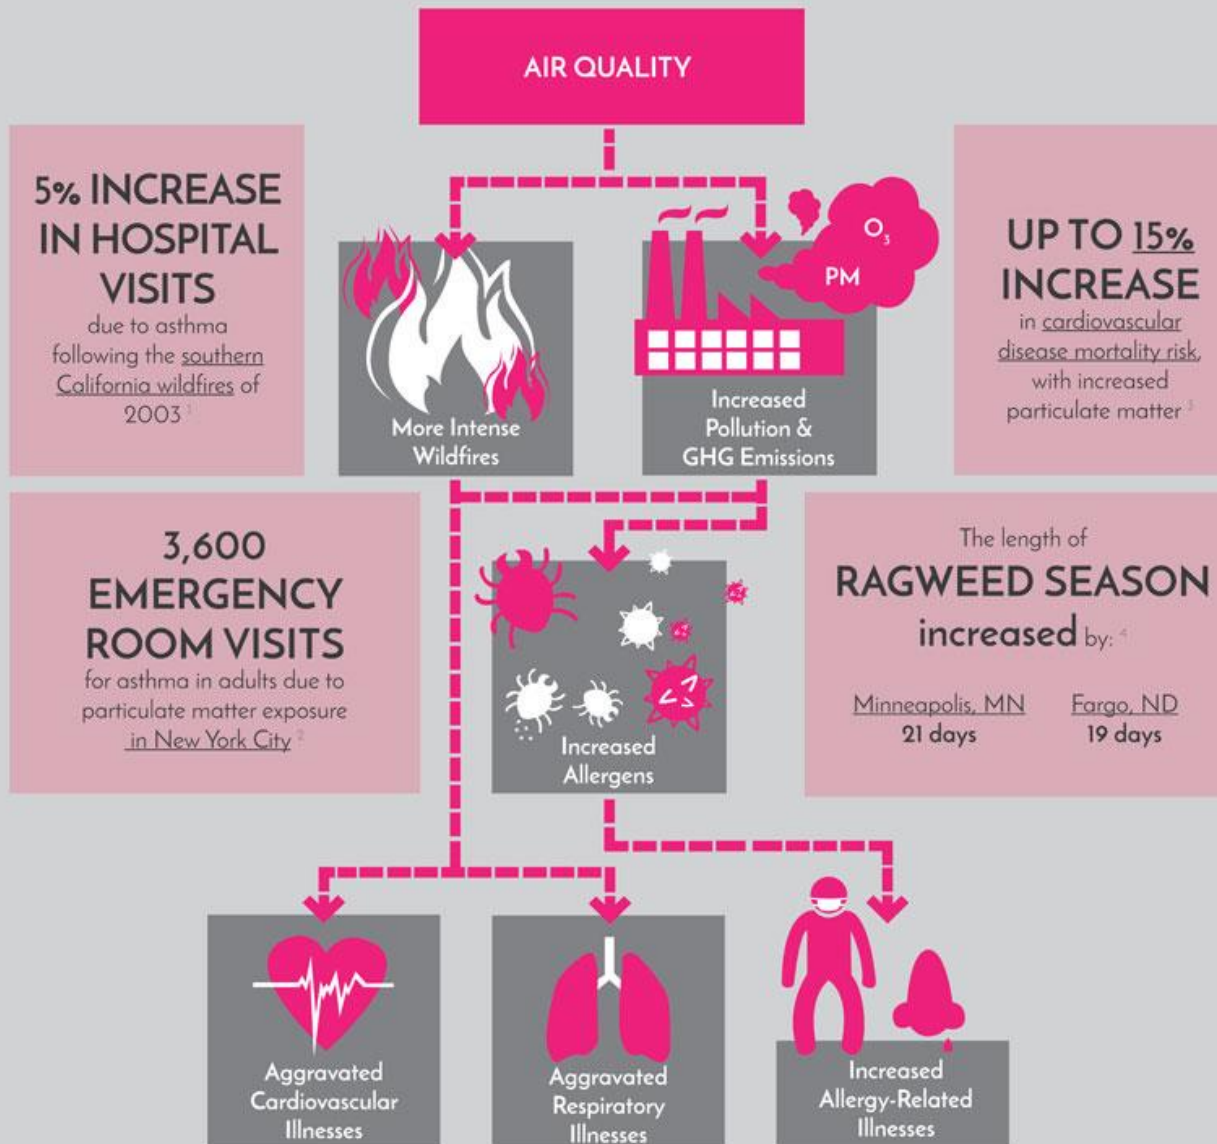 AIR QUALITY
5% INCREASE
IN HOSPITAL
VISITS
due to asthma
following the southern
California wildfires of
2003 1
More Intense
Wildfires
O3
PM
Increased
Pollution &
GHG Emissions
UP TO 15%
INCREASE
in cardiovascular
disease mortality risk,
with increased
particulate matter 3
3,600
EMERGENCY
ROOM VISITS
for asthma in adults due to
particulate matter exposure
in New York City 2
Increased
Allergens
The length of
RAGWEED SEASON
increased by: 4
Minneapolis, MN
21 days
Fargo, ND
19 days
Aggravated
Cardiovascular
Illnesses
Aggravated
Respiratory
Illnesses
Increased
Allergy-Related
Illnesses